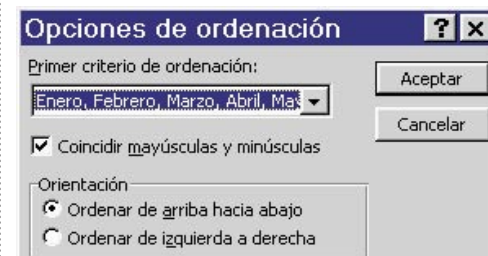 Opciones de ordenación
Primer criterio de ordenación:
Enero, Febrero, Marzo, Abril, May
Coincidir mayúsculas y minúsculas
Orientación
Ordenar de arriba hacia abajo
Ordenar de izquierda a derecha
Aceptar
Cancelar